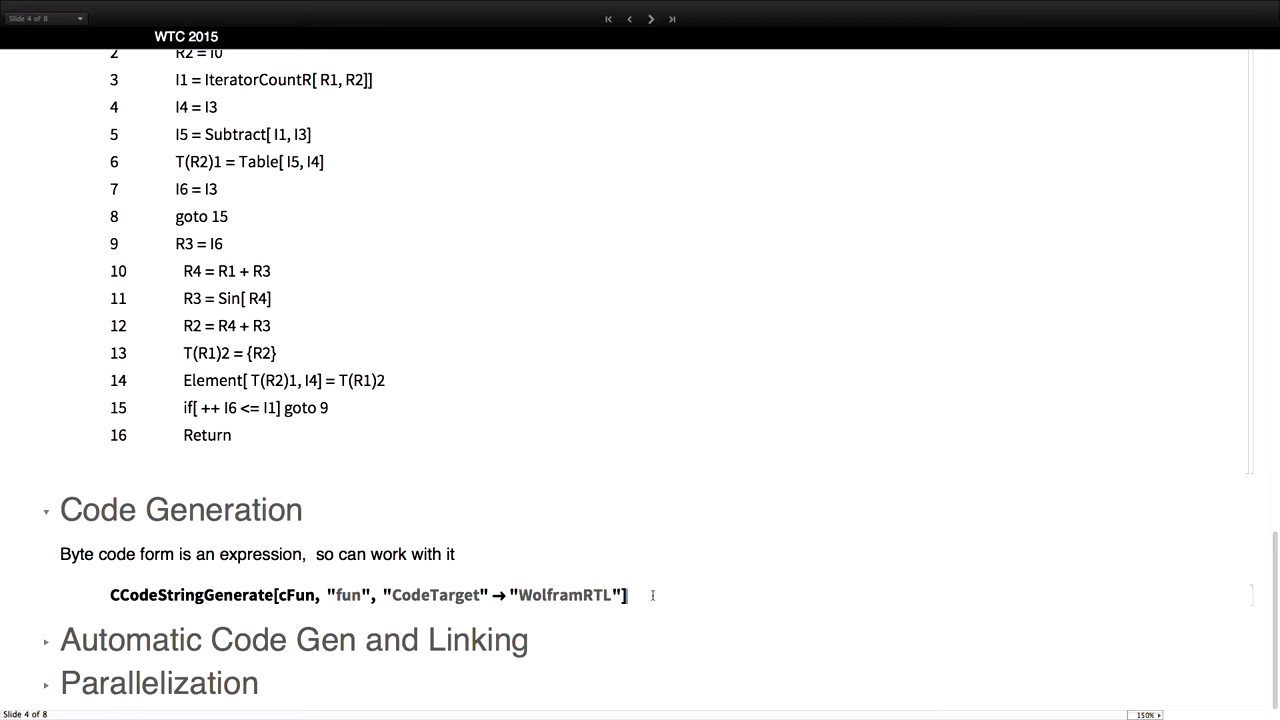 Slide 4 of 8
WTC 2015
2 R2 = I0
3 I1 = IteratorCountR[ R1, R2]]
4 I4 = I3
5 I5 = Subtract[ I1, I3]
6 T(R2)1 = Table[ I5, I4]
7 I6 = I3
8 goto 15
9 R3 = I6
10 R4 = R1 + R3
11 R3 = Sin[ R4]
12 R2 = R4 + R3
13 T(R1)2 = {R2}
14 Element[ T(R2)1, I4] = T(R1)2
15 if[ ++ I6 <= I1] goto 9
16 Return
Code Generation
Byte code form is an expression, so can work with it
CCodeStringGenerate[cFun, "fun", "CodeTarget" → "WolframRTL"]
Automatic Code Gen and Linking
Parallelization
Slide 4 of 8
150%